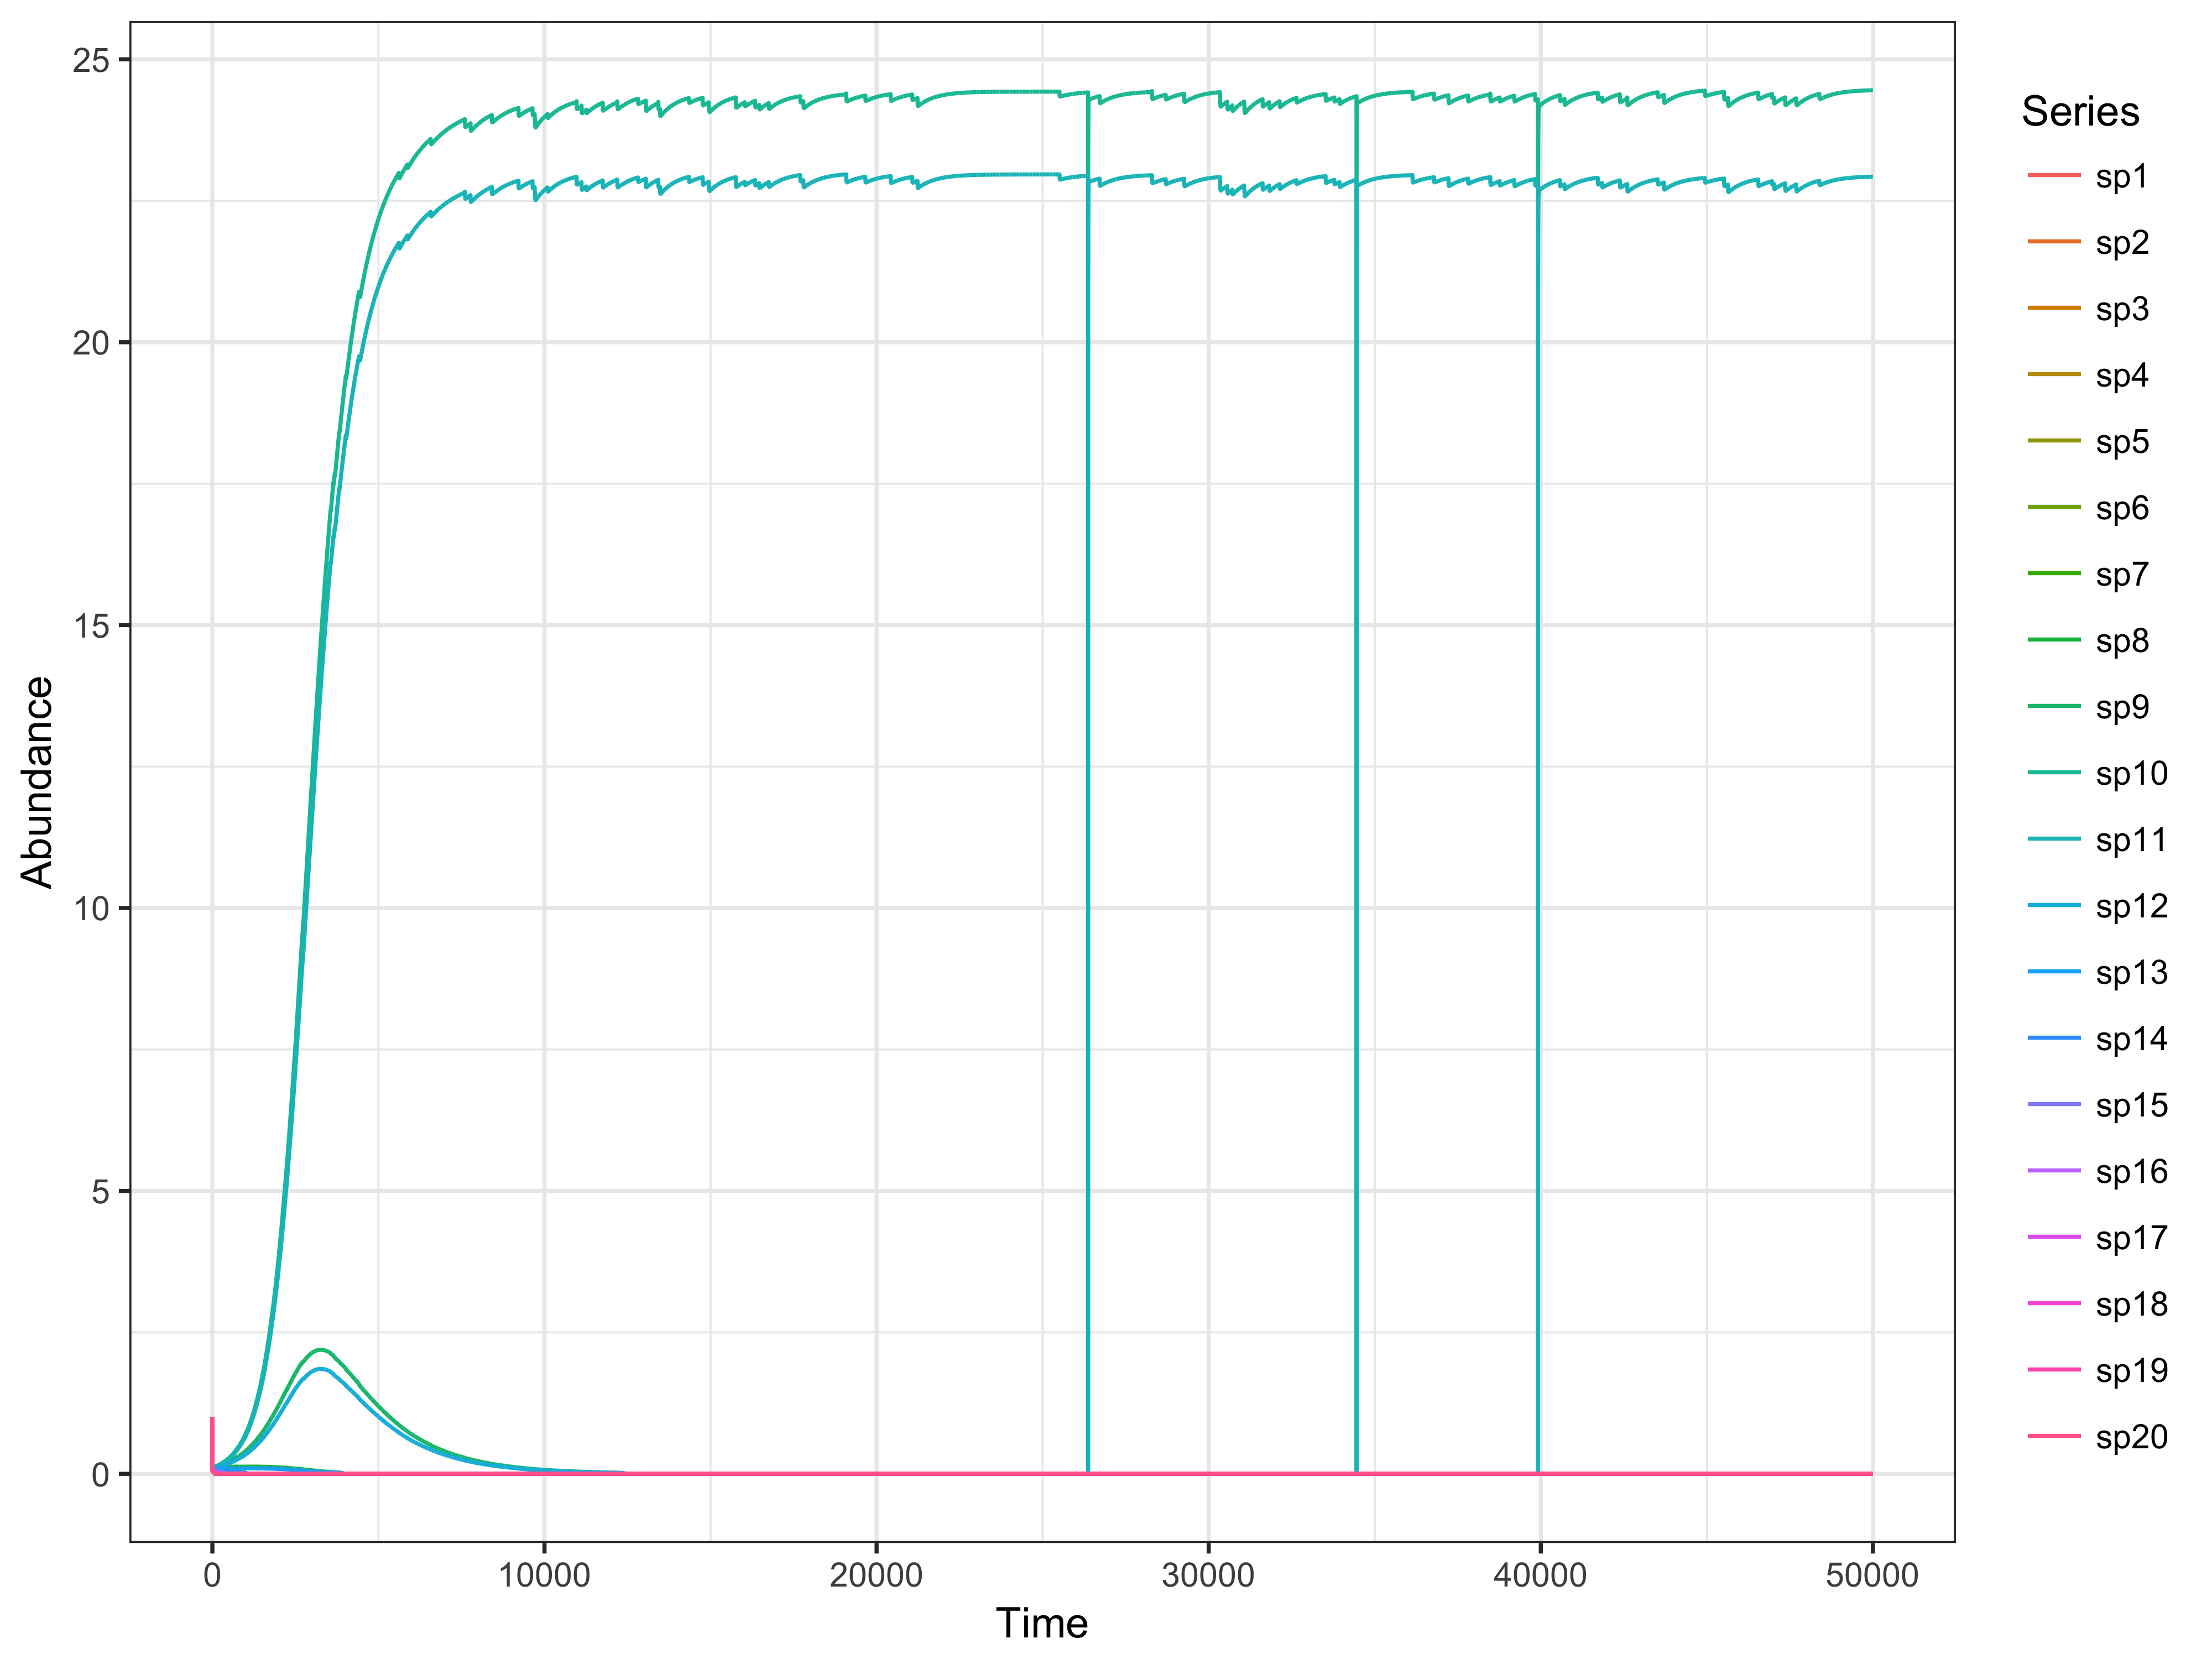 25
20
15
10
5
0
Abundance
0 10000 20000 30000 40000 50000
Time
Series
sp1
sp2
sp3
sp4
sp5
sp6
sp7
sp8
sp9
sp10
sp11
sp12
sp13
sp14
sp15
sp16
sp17
sp18
sp19
sp20